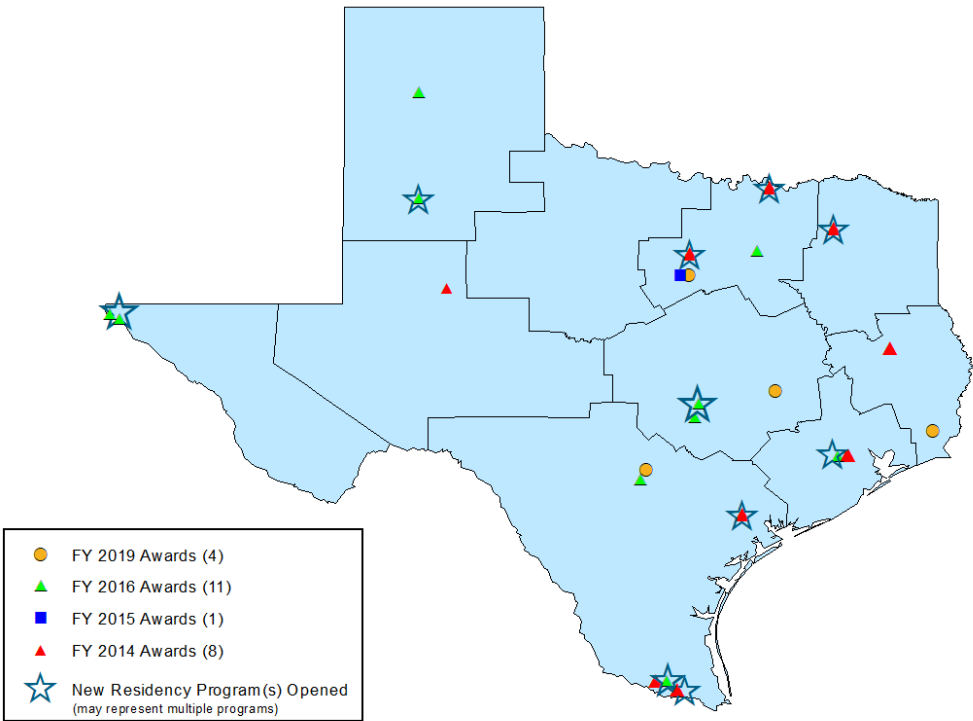 FY 2019 Awards (4)
FY 2016 Awards (11)
FY 2015 Awards (1)
FY 2014 Awards (8)
New Residency Program(s) Opened
(may represent multiple programs)